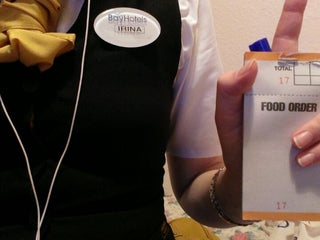 BayHotels
IRINA
TOTAL
17
FOOD ORDER
17